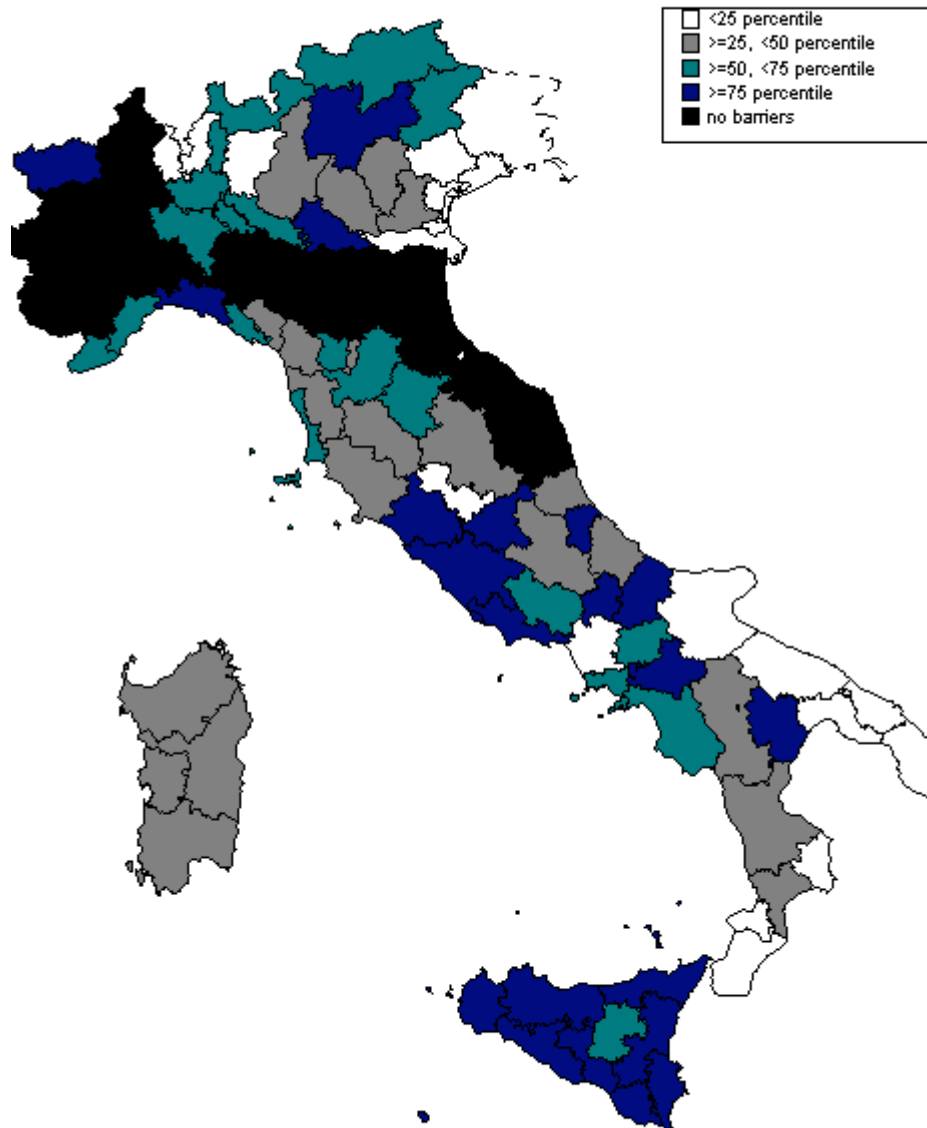 <25 percentile
>=25, <50 percentile
>=50, <75 percentile
>=75 percentile
no barriers